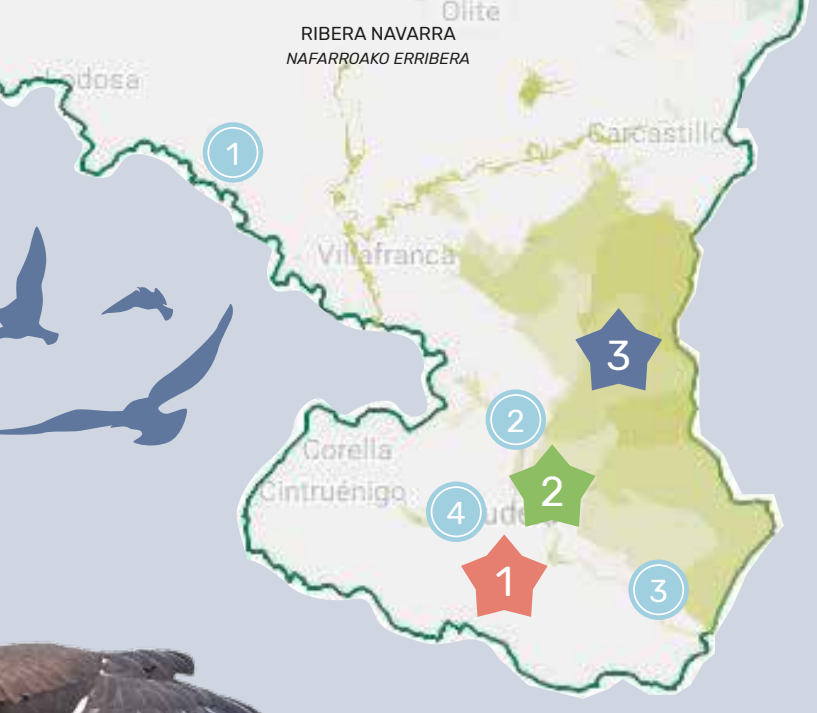 Olite
RIBERA NAVARRA
NAFARROAKO ERRIBERA
Lodosa
1
Carcastillo
Villafranca
3
2
Corella
Cintruénigo
4
2
1
3